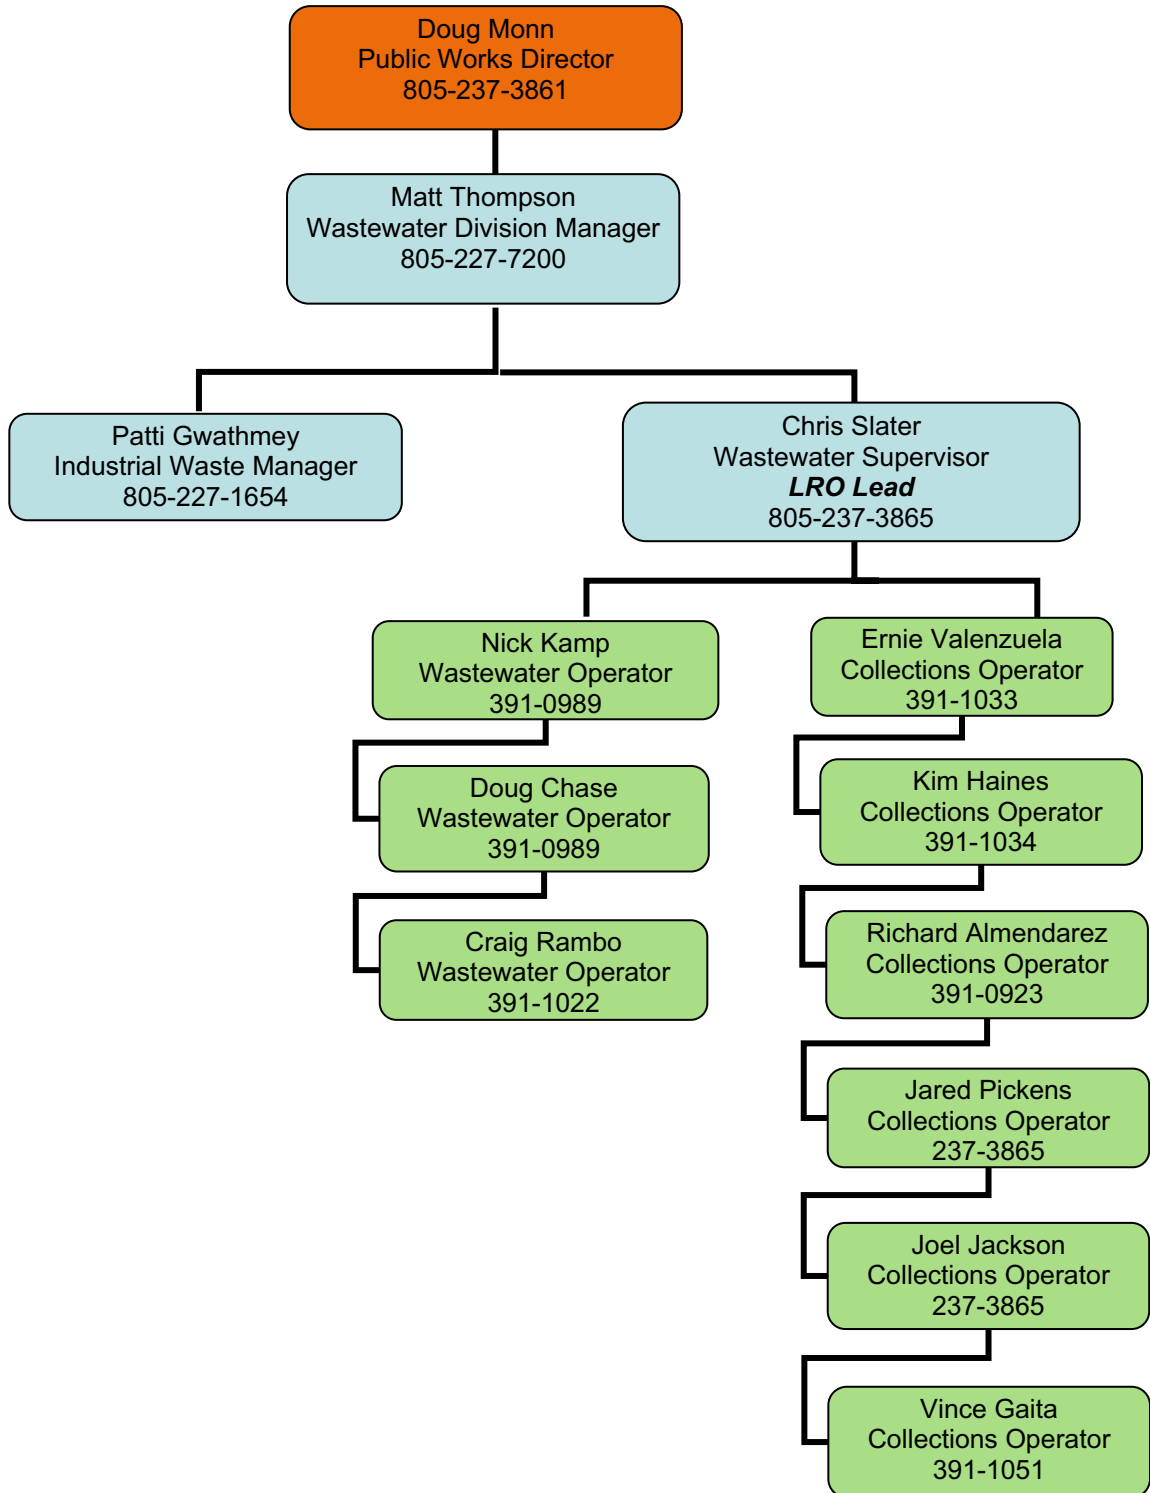 Doug Monn
Public Works Director
805-237-3861
Matt Thompson
Wastewater Division Manager
805-227-7200
Patti Gwathmey
Industrial Waste Manager
805-227-1654
Chris Slater
Wastewater Supervisor
LRO Lead
805-237-3865
Nick Kamp
Wastewater Operator
391-0989
Doug Chase
Wastewater Operator
391-0989
Craig Rambo
Wastewater Operator
391-1022
Ernie Valenzuela
Collections Operator
391-1033
Kim Haines
Collections Operator
391-1034
Richard Almendarez
Collections Operator
391-0923
Jared Pickens
Collections Operator
237-3865
Joel Jackson
Collections Operator
237-3865
Vince Gaita
Collections Operator
391-1051